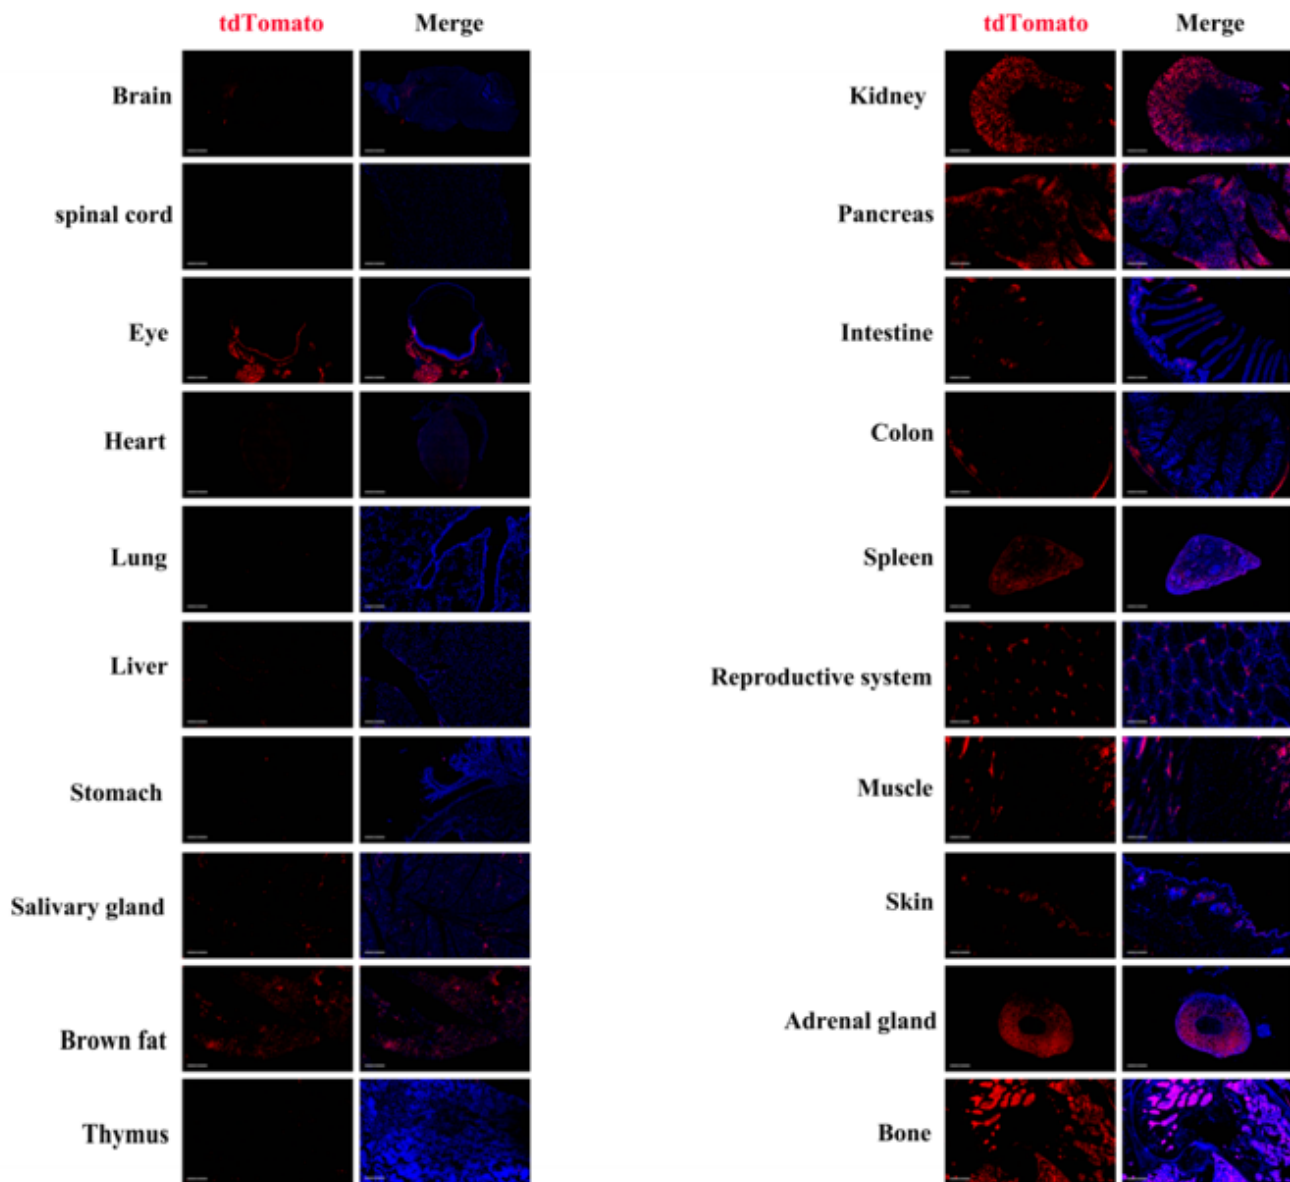 tdTomato Merge
Brain
spinal cord
Eye
Heart
Lung
Liver
Stomach
Salivary gland
Brown fat
Thymus
tdTomato Merge
Kidney
Pancreas
Intestine
Colon
Spleen
Reproductive system
Muscle
Skin
Adrenal gland
Bone